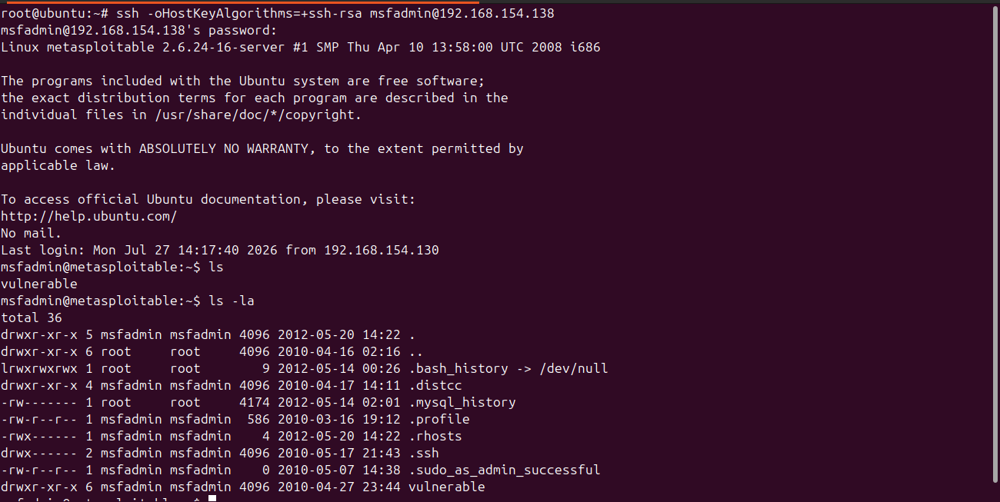 root@ubuntu:~# ssh -oHostKeyAlgorithms=+ssh-rsa msfadmin@192.168.154.138
msfadmin@192.168.154.138's password:
Linux metasploitable 2.6.24-16-server #1 SMP Thu Apr 10 13:58:00 UTC 2008 i686

The programs included with the Ubuntu system are free software;
the exact distribution terms for each program are described in the
individual files in /usr/share/doc/*/copyright.

Ubuntu comes with ABSOLUTELY NO WARRANTY, to the extent permitted by
applicable law.

To access official Ubuntu documentation, please visit:
http://help.ubuntu.com/
No mail.
Last login: Mon Jul 27 14:17:40 2026 from 192.168.154.130
msfadmin@metasploitable:~$ ls
vulnerable
msfadmin@metasploitable:~$ ls -la
total 36
drwxr-xr-x 5 msfadmin msfadmin 4096 2012-05-20 14:22 .
drwxr-xr-x 6 root     root     4096 2010-04-16 02:16 ..
lrwxrwxrwx 1 root     root        9 2012-05-14 00:26 .bash_history -> /dev/null
drwxr-xr-x 4 msfadmin msfadmin 4096 2010-04-17 14:11 .distcc
-rw------- 1 root     root     4174 2012-05-14 02:01 .mysql_history
-rw-r--r-- 1 msfadmin msfadmin  586 2010-03-16 19:12 .profile
-rwx------ 1 msfadmin msfadmin    4 2012-05-20 14:22 .rhosts
drwx------ 2 msfadmin msfadmin 4096 2010-05-17 21:43 .ssh
-rw-r--r-- 1 msfadmin msfadmin    0 2010-05-07 14:38 .sudo_as_admin_successful
drwxr-xr-x 6 msfadmin msfadmin 4096 2010-04-27 23:44 vulnerable